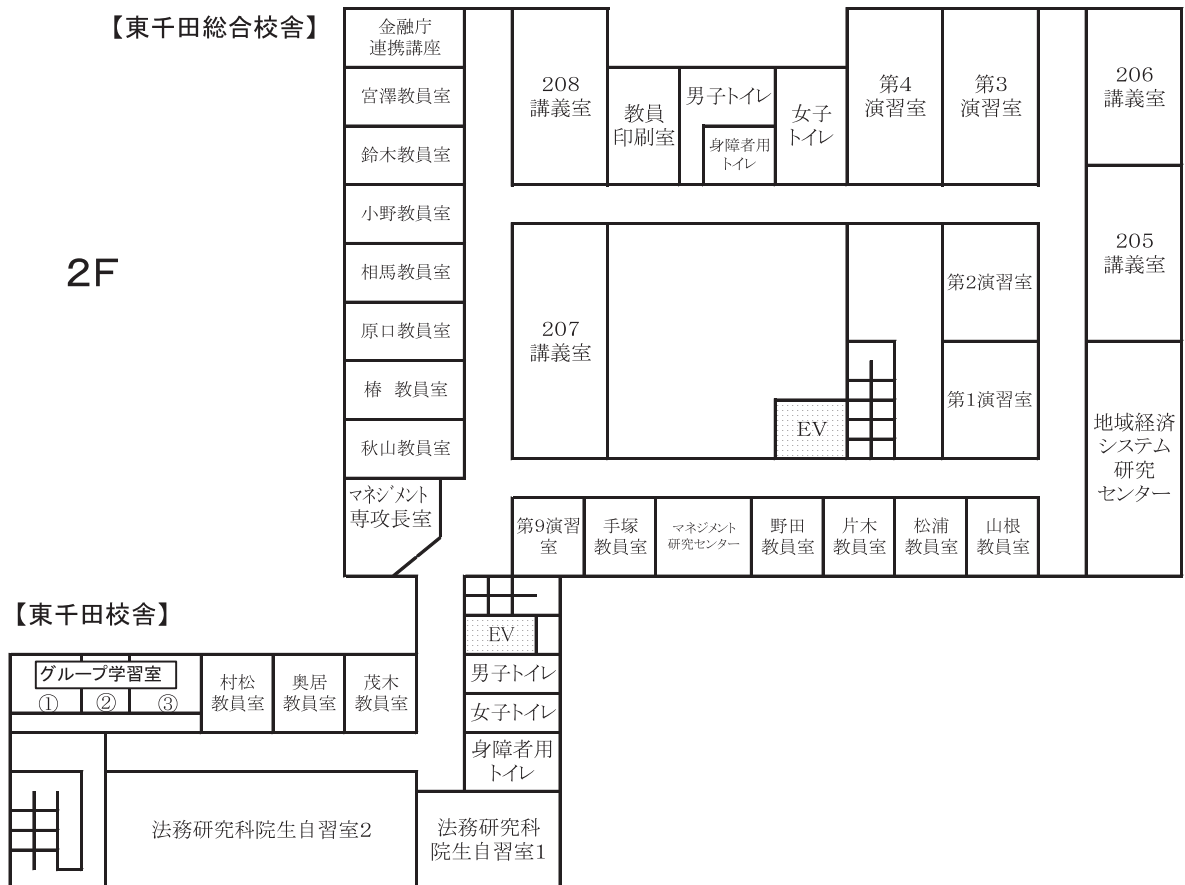 【東千田総合校舎】
金融庁
連携講座
宮澤教員室
鈴木教員室
小野教員室
相馬教員室
原口教員室
椿 教員室
秋山教員室
マネジメント
専攻長室
208
講義室
教員
印刷室
男子トイレ
身障者用
トイレ
女子
トイレ
第4
演習室
第3
演習室
206
講義室
205
講義室
2F
207
講義室
EV
第2演習室
第1演習室
地域経済
システム
研究
センター
第9演習
室
手塚
教員室
マネジメント
研究センター
野田
教員室
片木
教員室
松浦
教員室
山根
教員室
【東千田校舎】
グループ学習室
①
②
③
村松
教員室
奥居
教員室
茂木
教員室
EV
男子トイレ
女子トイレ
身障者用
トイレ
法務研究科院生自習室2
法務研究科
院生自習室1